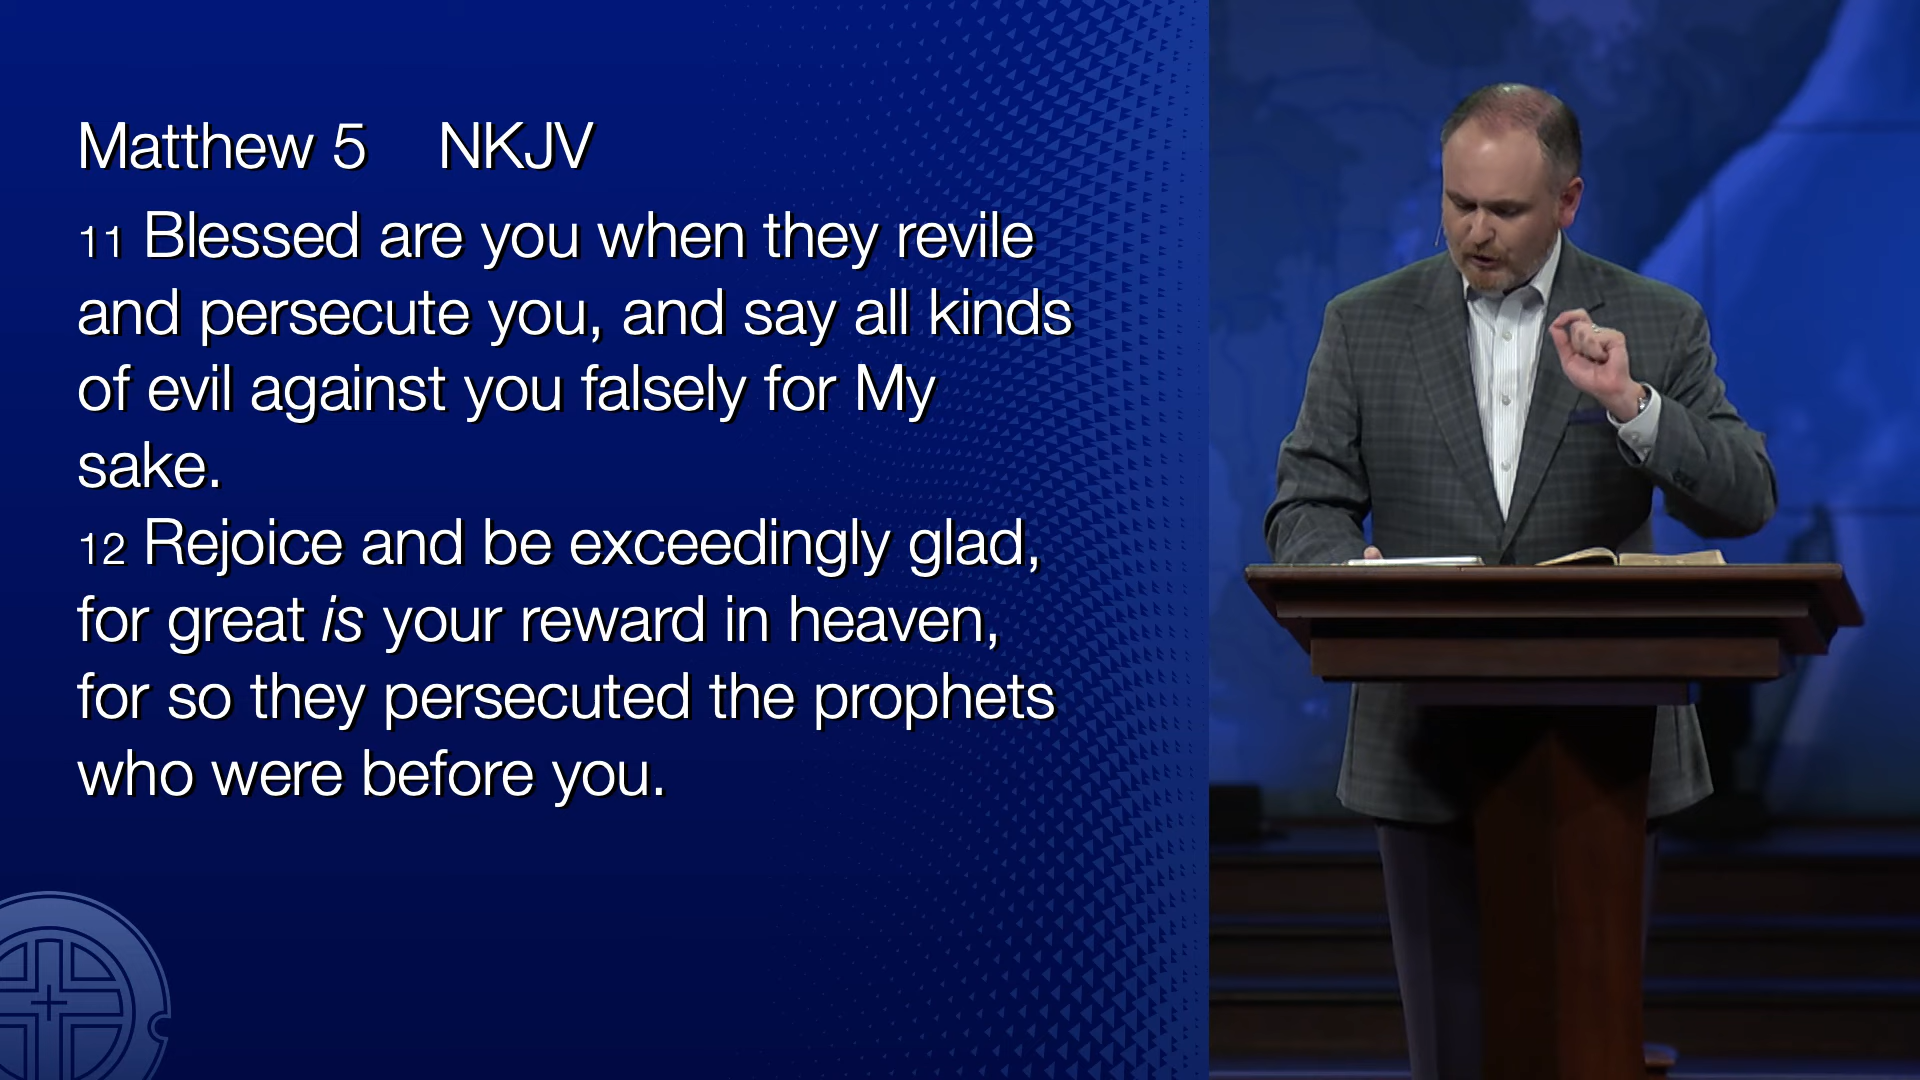 Matthew 5 NKJV
11 Blessed are you when they revile
and persecute you, and say all kinds
of evil against you falsely for My
sake.
12 Rejoice and be exceedingly glad,
for great is your reward in heaven,
for so they persecuted the prophets
who were before you.